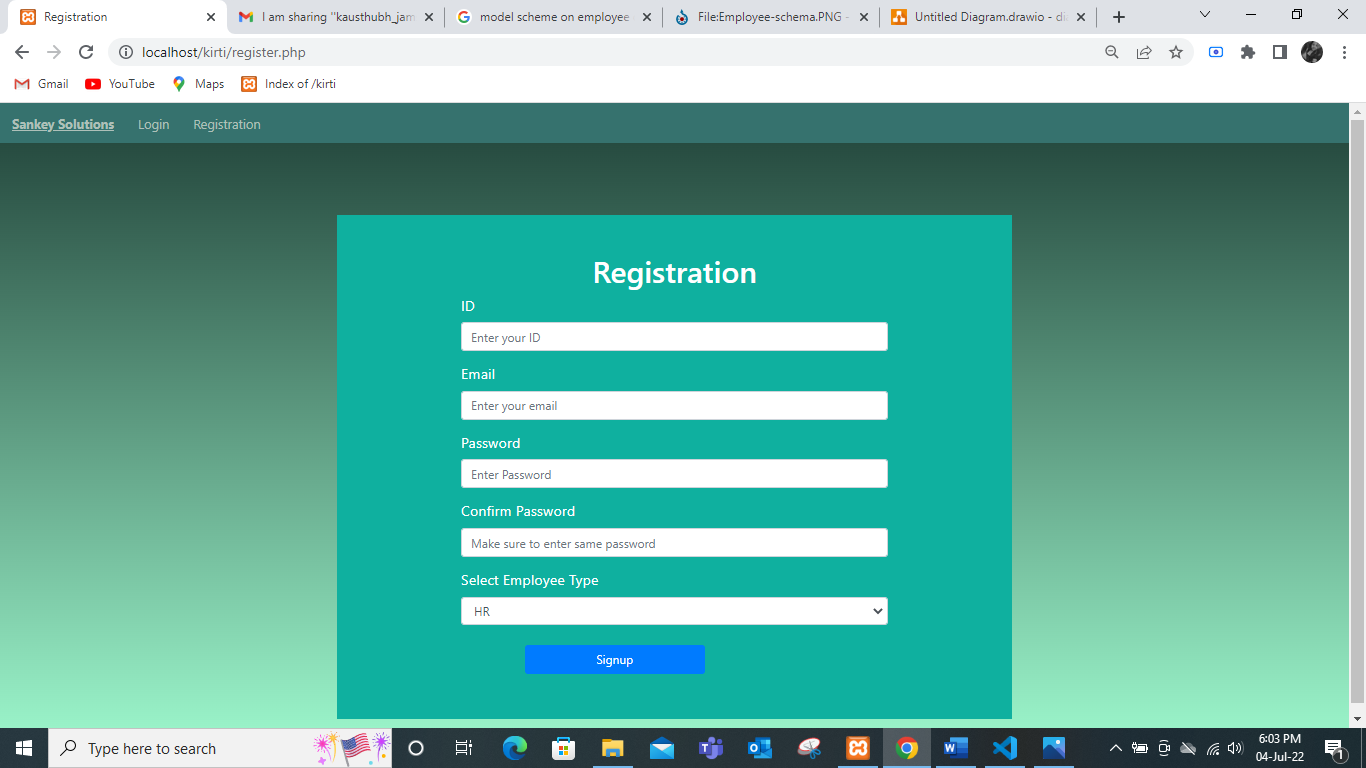 Registration
I am sharing "kausthubh_jam
model scheme on employee
File:Employee-schema.PNG -
Untitled Diagram.drawio - dia
localhost/kirti/register.php
Gmail
YouTube
Maps
Index of /kirti
Sankey Solutions
Login
Registration
Registration
ID
Enter your ID
Email
Enter your email
Password
Enter Password
Confirm Password
Make sure to enter same password
Select Employee Type
HR
Signup
Type here to search
6:03 PM
04-Jul-22
1